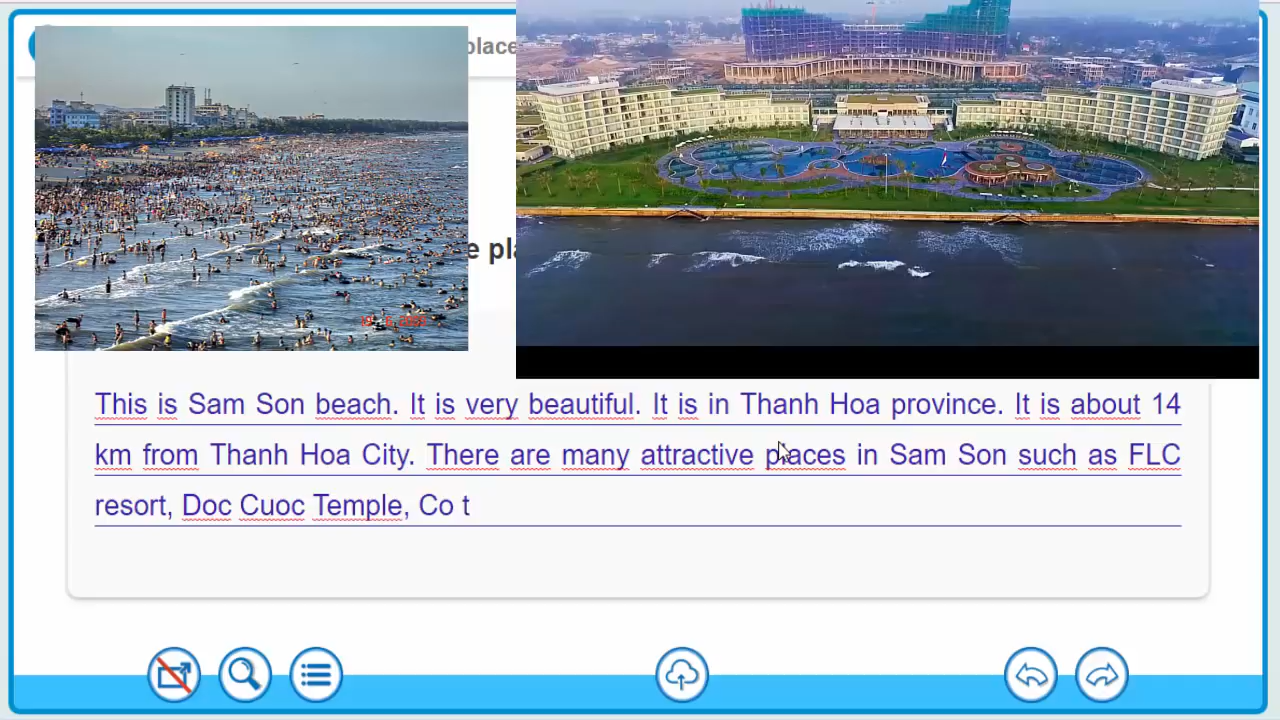 place
e pla
This is Sam Son beach. It is very beautiful. It is in Thanh Hoa province. It is about 14
km from Thanh Hoa City. There are many attractive places in Sam Son such as FLC
resort, Doc Cuoc Temple, Co t